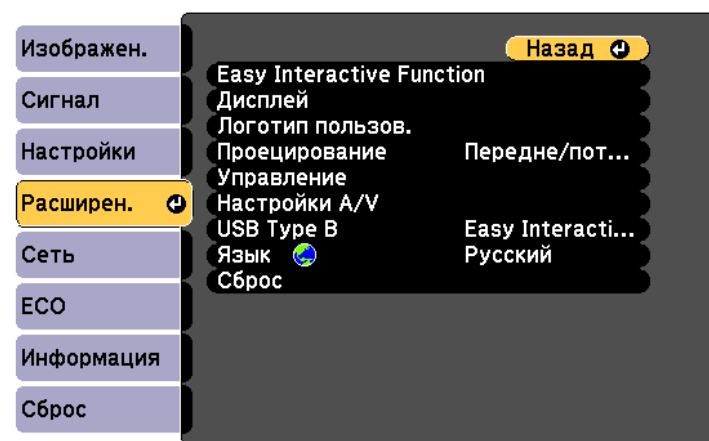 Изображен.
Сигнал
Настройки
Расширен.
Сеть
ECO
Информация
Сброс
Назад
Easy Interactive Function
Дисплей
Логотип пользов.
Проецирование Передне/пот...
Управление
Настройки A/V
USB Type B Easy Interacti...
Язык Русский
Сброс